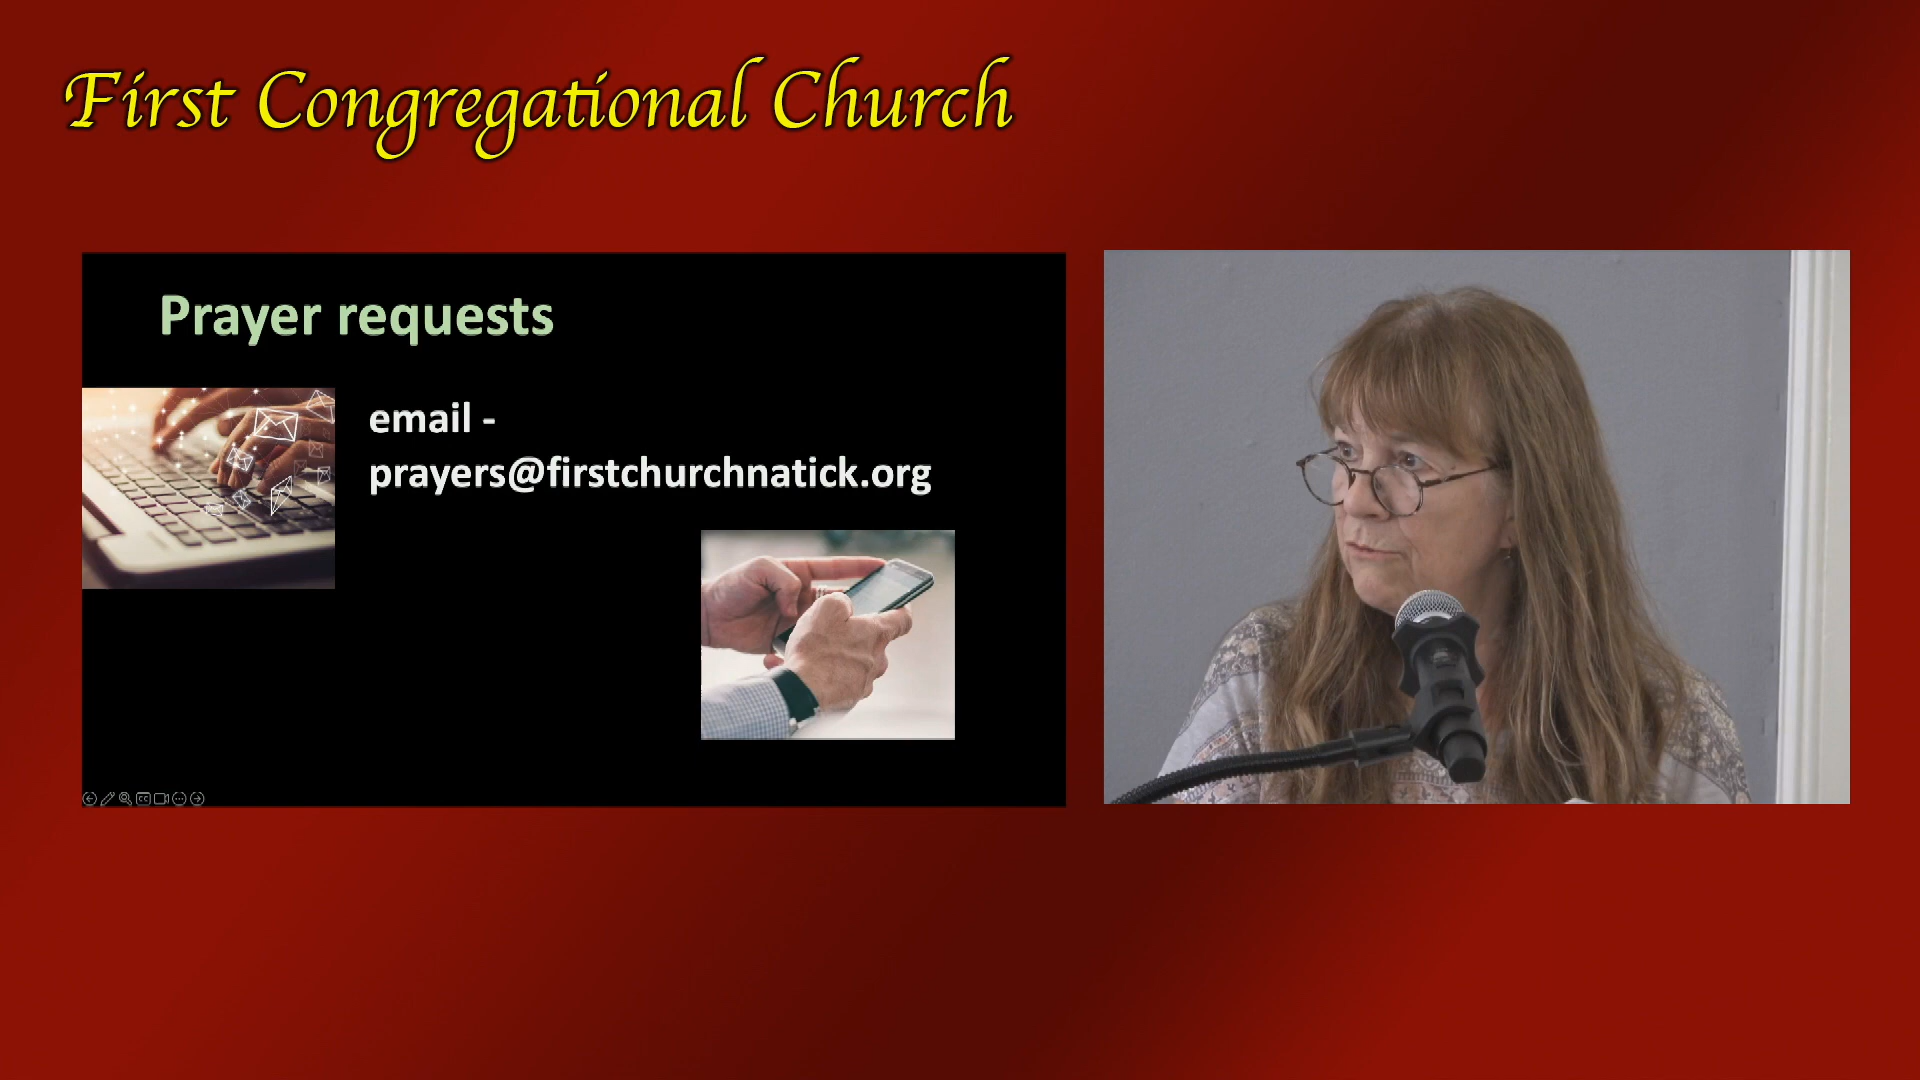 First Congregational Church
Prayer requests
email -
prayers@firstchurchnatick.org